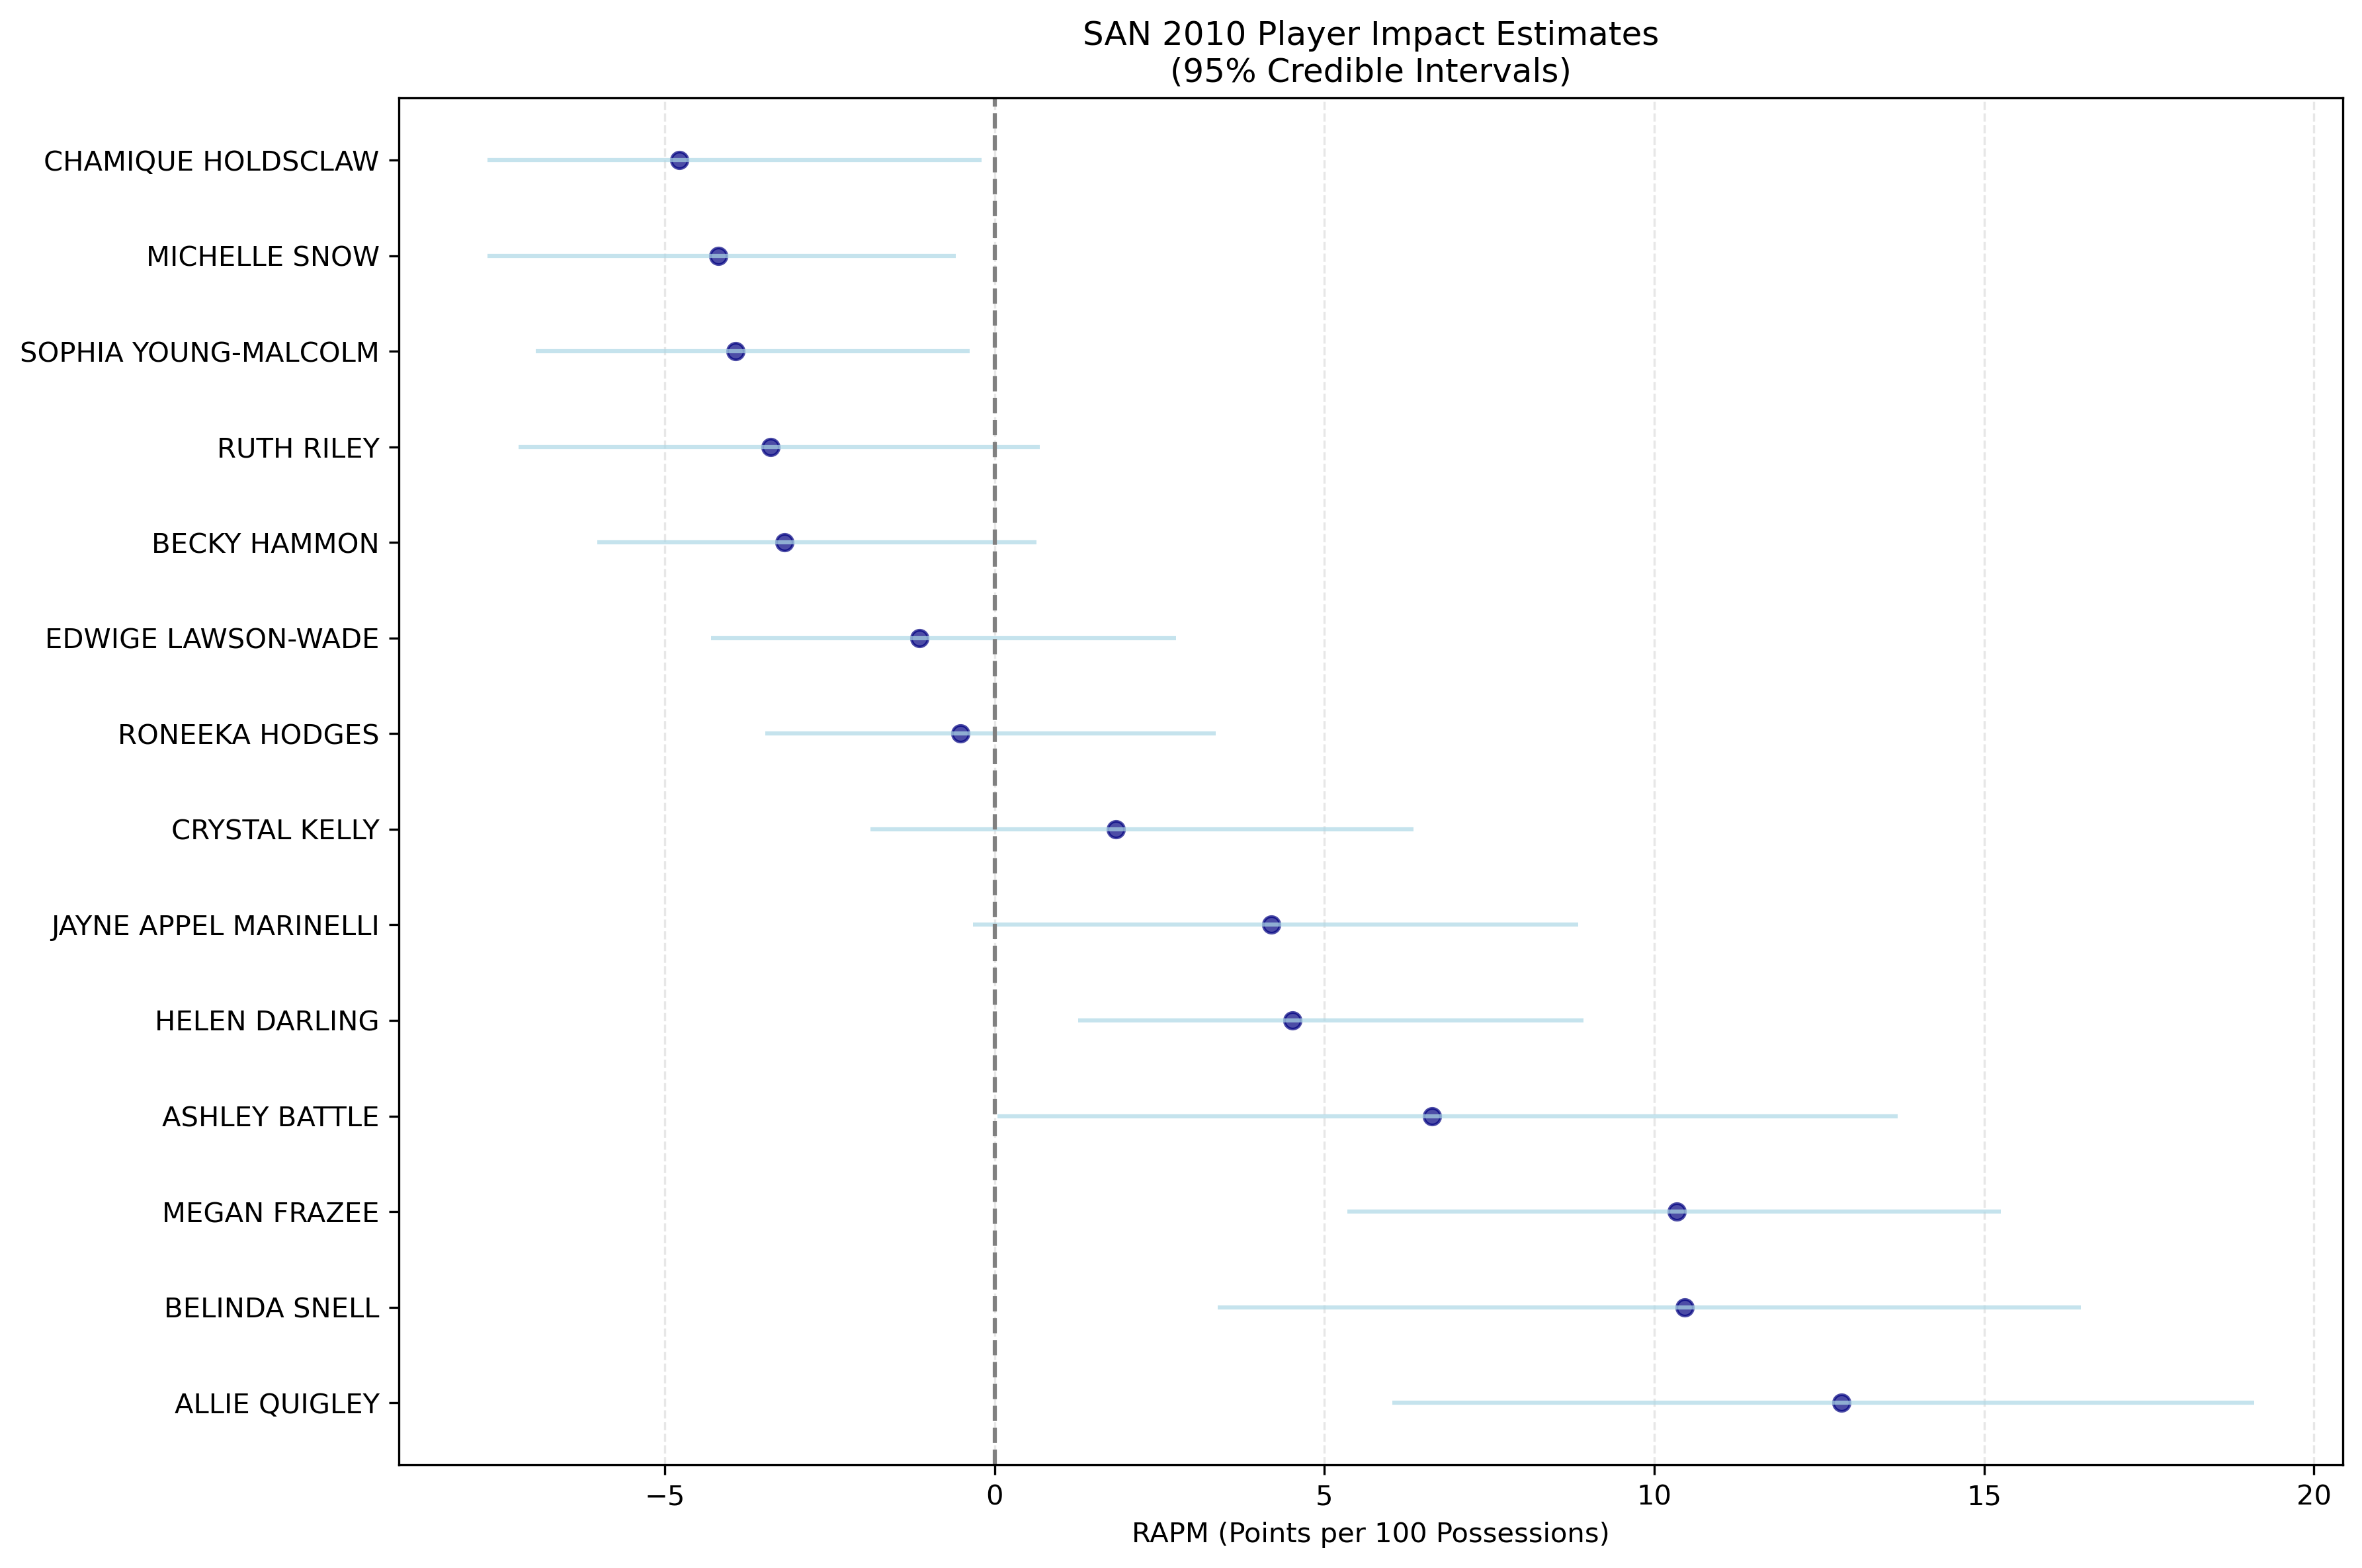 SAN 2010 Player Impact Estimates
(95% Credible Intervals)
CHAMIQUE HOLDSCLAW
MICHELLE SNOW
SOPHIA YOUNG-MALCOLM
RUTH RILEY
BECKY HAMMON
EDWIGE LAWSON-WADE
RONEEKA HODGES
CRYSTAL KELLY
JAYNE APPEL MARINELLI
HELEN DARLING
ASHLEY BATTLE
MEGAN FRAZEE
BELINDA SNELL
ALLIE QUIGLEY
−5 0 5 10 15 20
RAPM (Points per 100 Possessions)